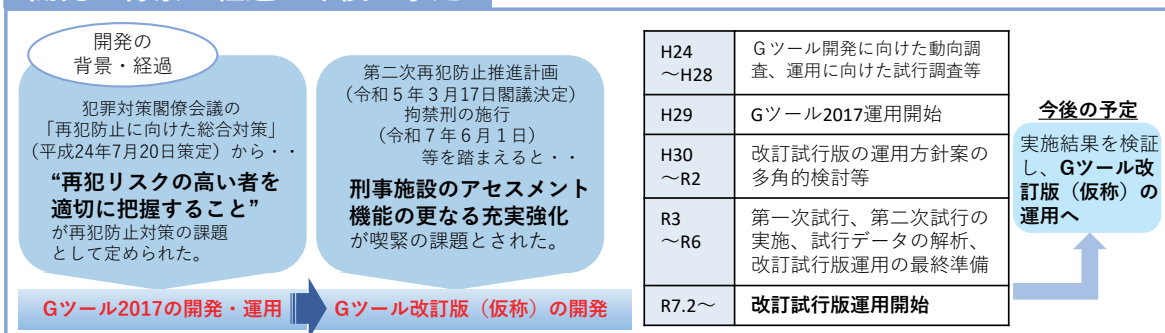 開発の
背景・経過
犯罪対策閣僚会議の
「再犯防止に向けた総合対策」
（平成24年7月20日策定）から・・
“再犯リスクの高い者を
適切に把握すること”
が再犯防止対策の課題
として定められた。
第二次再犯防止推進計画
（令和５年３月17日閣議決定）
拘禁刑の施行
（令和７年６月１日）
等を踏まえると・・
刑事施設のアセスメント
機能の更なる充実強化
が喫緊の課題とされた。
Gツール2017の開発・運用
Gツール改訂版（仮称）の開発
H24
～H28
Ｇツール開発に向けた動向調
査、運用に向けた試行調査等
H29
Gツール2017運用開始
H30
～R2
改訂試行版の運用方針案の
多角的検討等
R3
～R6
第一次試行、第二次試行の
実施、試行データの解析、
改訂試行版運用の最終準備
R7.2～
改訂試行版運用開始
今後の予定
実施結果を検証
し、Gツール改
訂版（仮称）の
運用へ